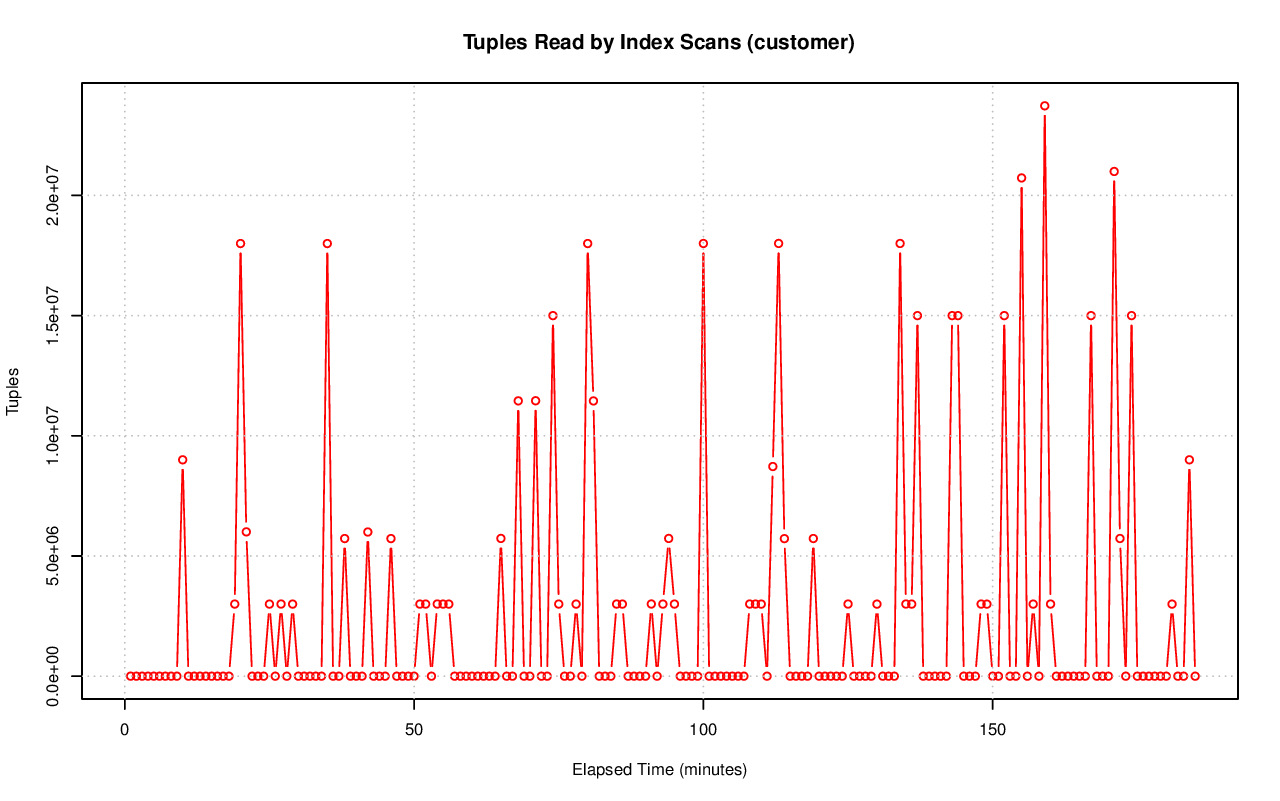 Tuples Read by Index Scans (customer)
Tuples
2.0e+07
1.5e+07
1.0e+07
5.0e+06
0.0e+00
0 50 100 150
Elapsed Time (minutes)